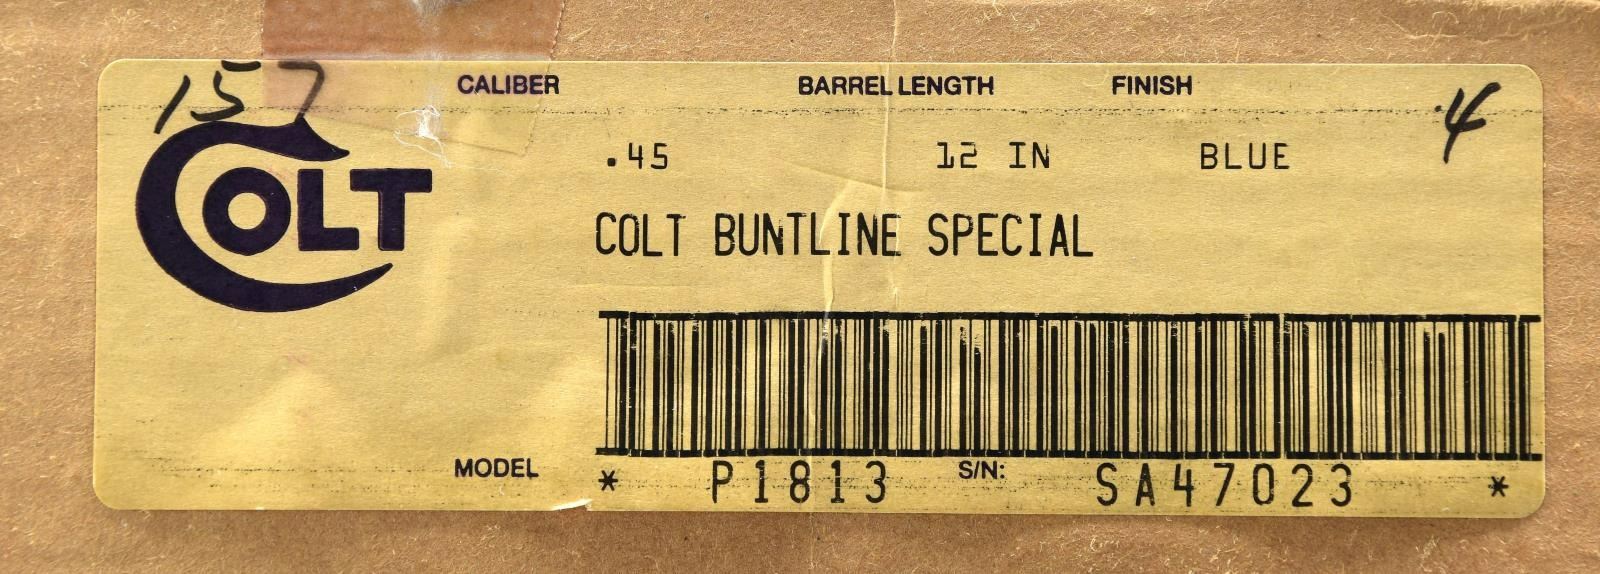 157
CALIBER BARREL LENGTH FINISH
4
COLT
.45 12 IN BLUE
COLT BUNTLINE SPECIAL
MODEL * P1813 S/N: SA47023 *